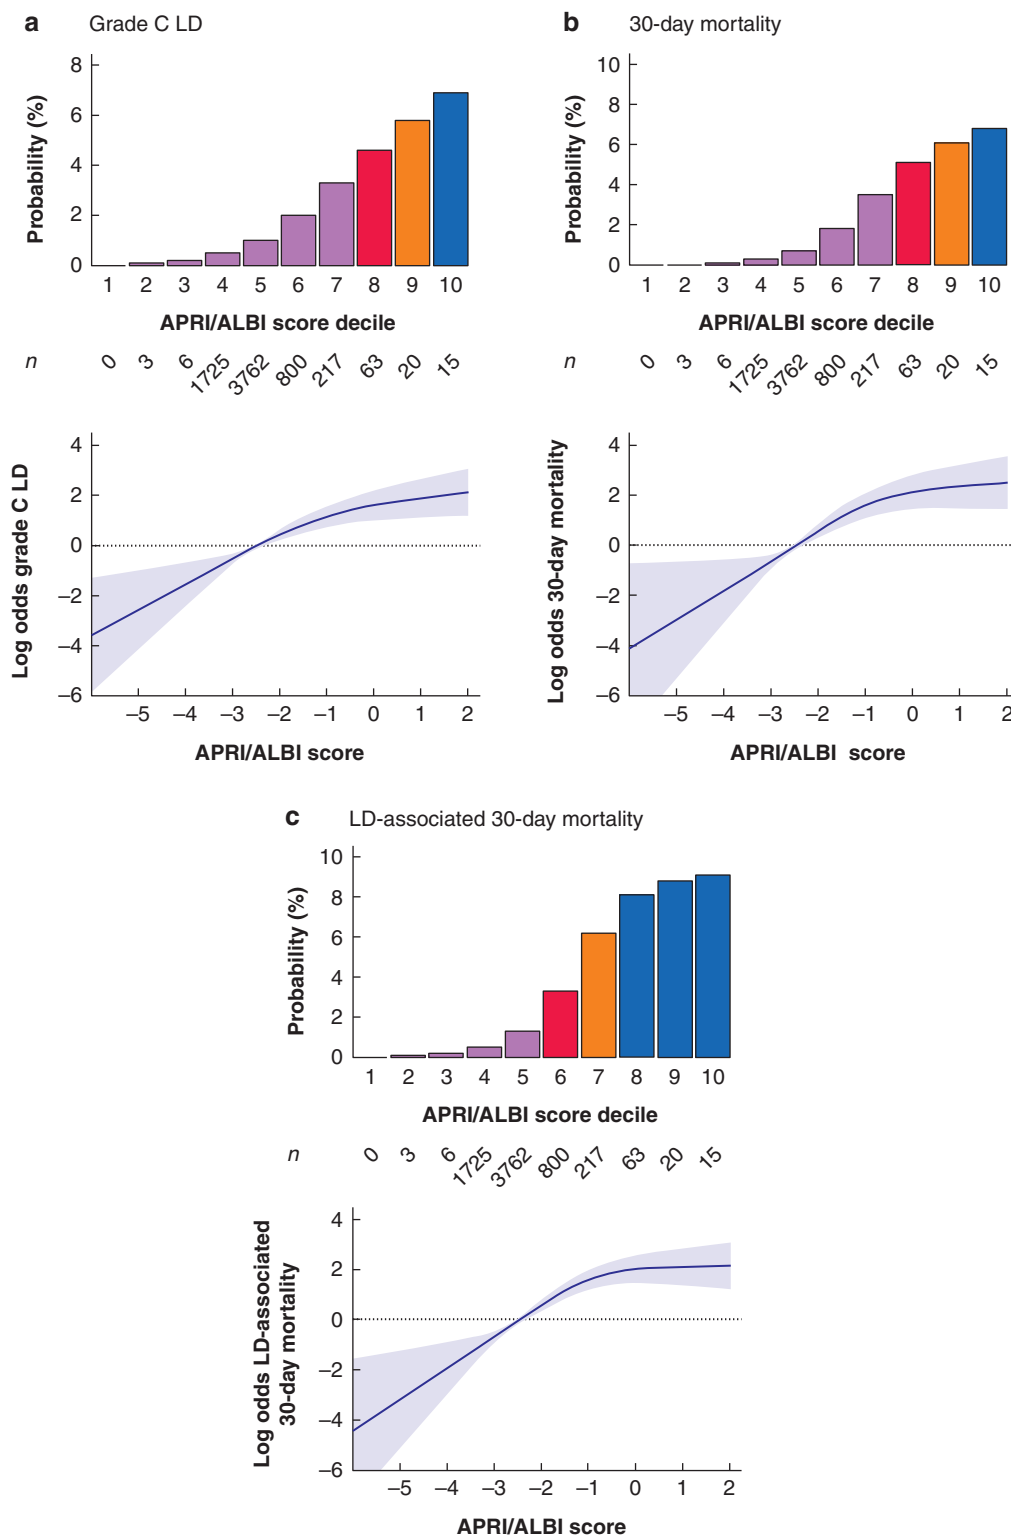 a Grade C LD
Probability (%)
8
6
4
2
0
1 2 3 4 5 6 7 8 9 10
APRI/ALBI score decile
n 0 3 6 1725 3762 800 217 63 20 15
Log odds grade C LD
4
2
0
–2
–4
–6
–5 –4 –3 –2 –1 0 1 2
APRI/ALBI score
b 30-day mortality
Probability (%)
10
8
6
4
2
0
1 2 3 4 5 6 7 8 9 10
APRI/ALBI score decile
n 0 3 6 1725 3762 800 217 63 20 15
Log odds 30-day mortality
4
2
0
–2
–4
–6
–5 –4 –3 –2 –1 0 1 2
APRI/ALBI score
c LD-associated 30-day mortality
Probability (%)
10
8
6
4
2
0
1 2 3 4 5 6 7 8 9 10
APRI/ALBI score decile
n 0 3 6 1725 3762 800 217 63 20 15
Log odds LD-associated
30-day mortality
4
2
0
–2
–4
–6
–5 –4 –3 –2 –1 0 1 2
APRI/ALBI score